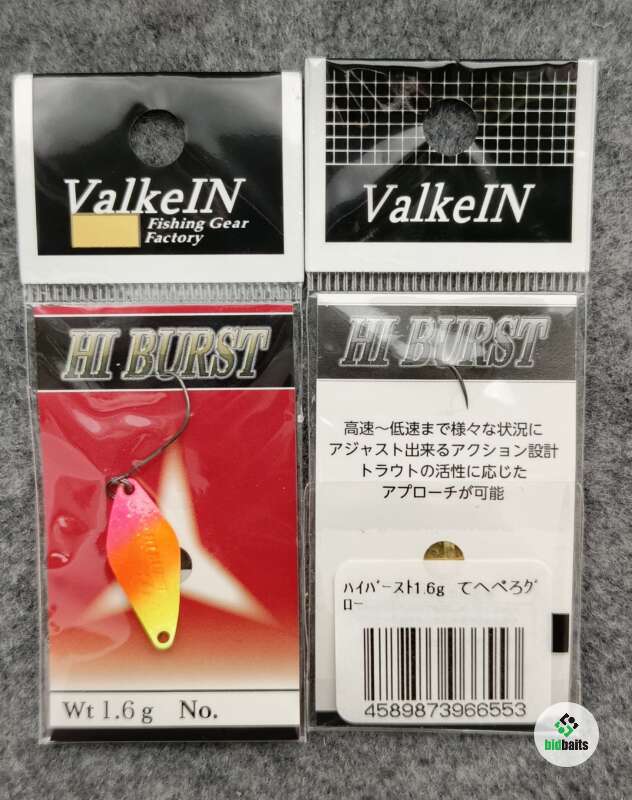 ValkeIN
Fishing Gear
Factory
HI BURST
Wt 1.6g No.
ValkeIN
HI BURST
高速～低速まで様々な状況に
アジャスト出来るアクション設計
トラウトの活性に応じた
アプローチが可能
ﾊｲﾊﾞｰｽﾄ1.6g てへぺろｸﾞ
ﾛｰ
4589873966553
bidbaits